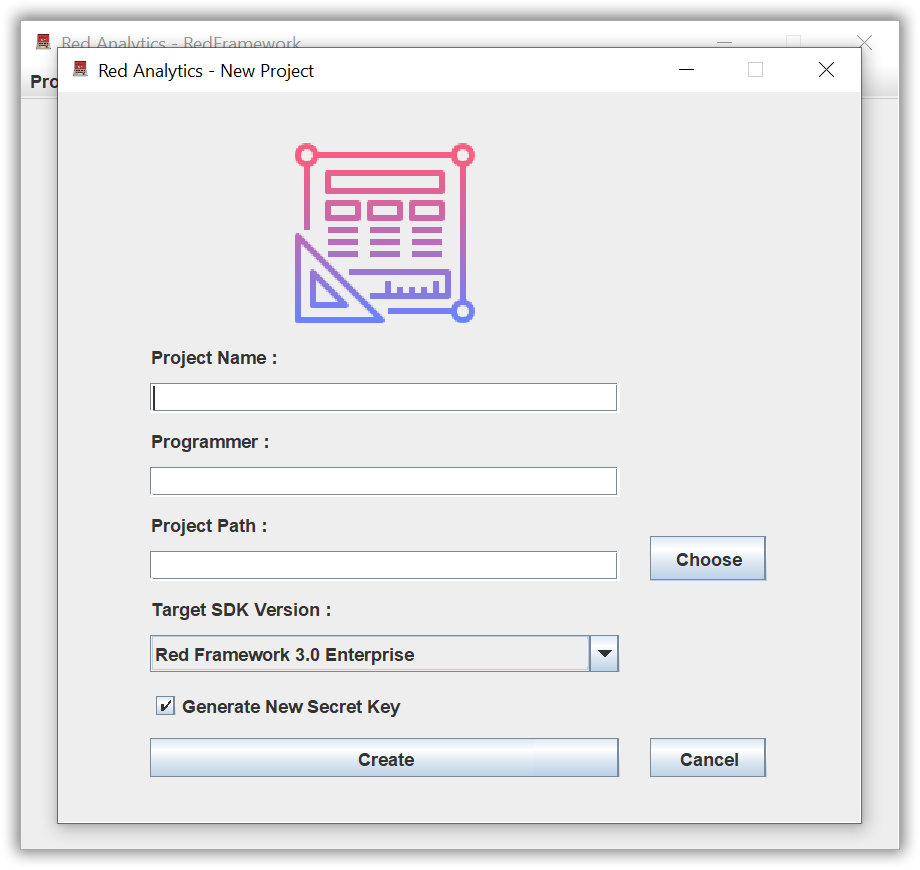 Red Analytics - RedFramework
Red Analytics - New Project
Pro
Project Name :
Programmer :
Project Path :
Choose
Target SDK Version :
Red Framework 3.0 Enterprise
Generate New Secret Key
Create
Cancel